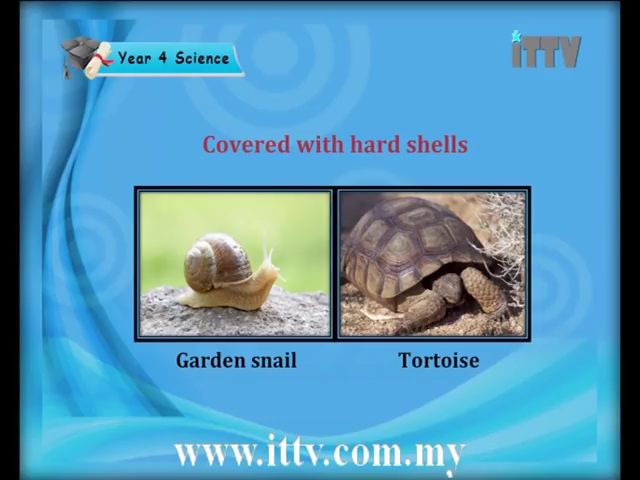 Year 4 Science
iTTV
Covered with hard shells
Garden snail
Tortoise
www.ittv.com.my